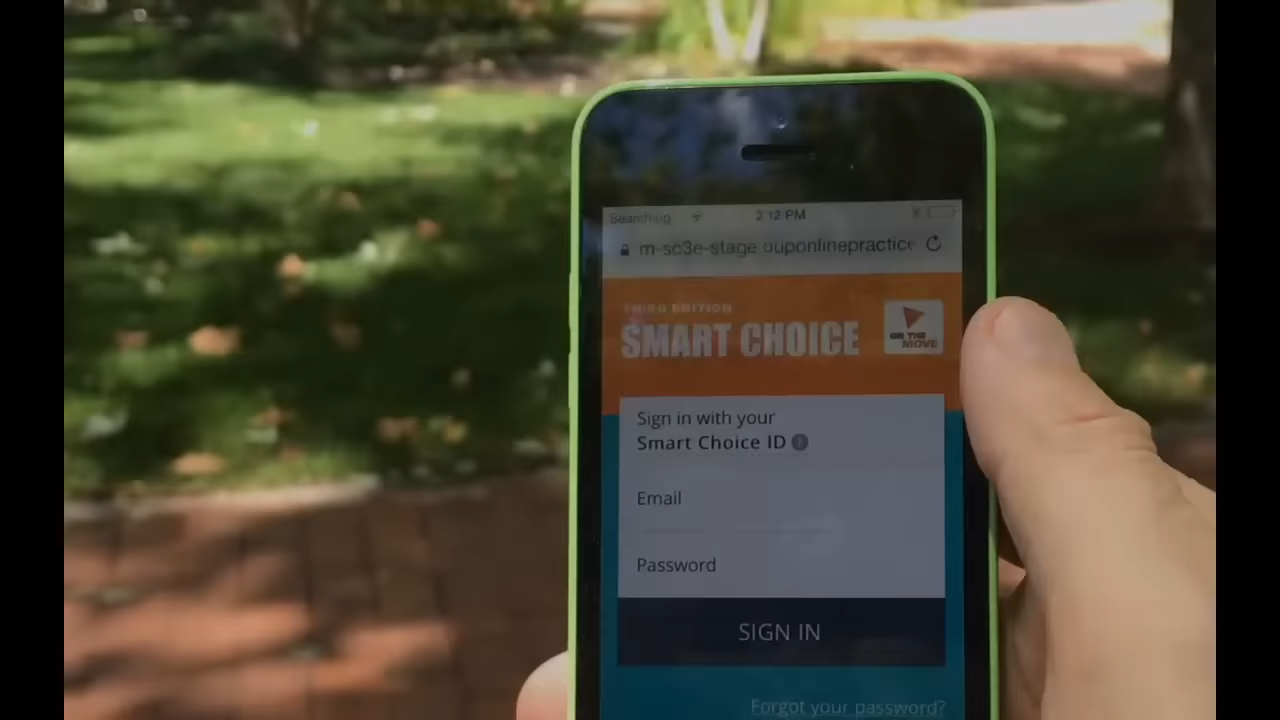 Searching 2:12 PM
m-sc3e-stage.ouponlinepractice
THIRD EDITION
SMART CHOICE
ON THE
MOVE
Sign in with your
Smart Choice ID ?
Email
Password
SIGN IN
Forgot your password?